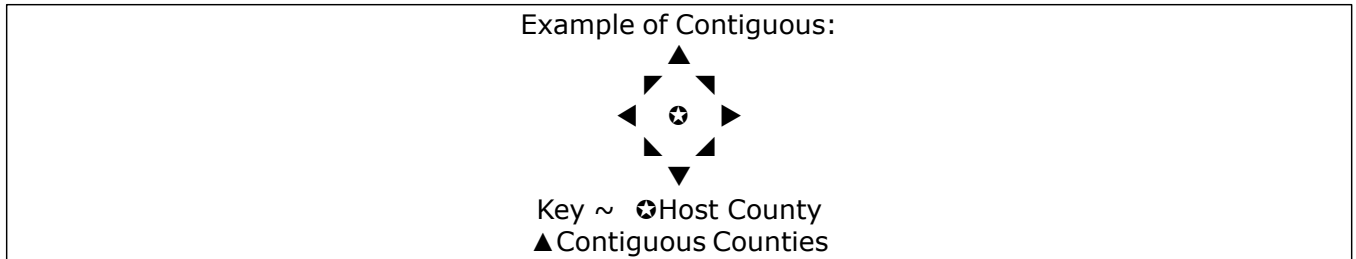 Example of Contiguous:
▲
◤ ◥
◀ ✪ ▶
◣ ◢
▼
Key ~ ✪Host County
▲Contiguous Counties